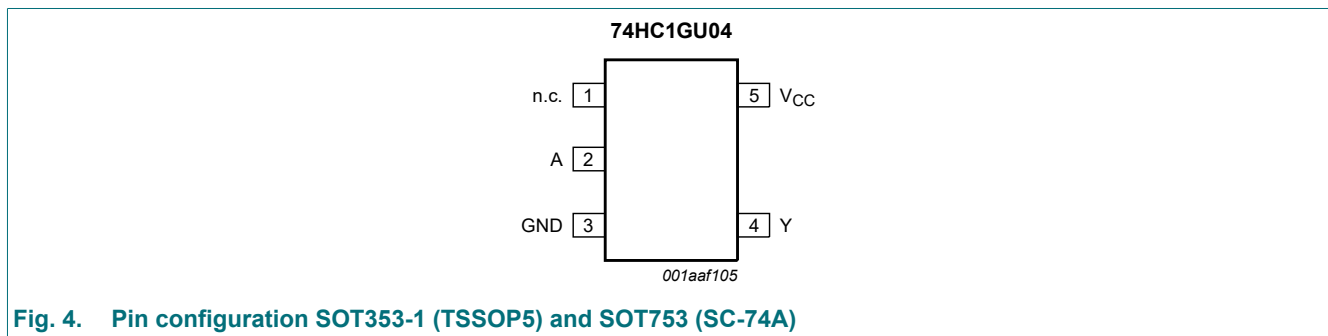 74HC1GU04
n.c. 1
5 VCC
A 2
GND 3
4 Y
001aaf105
Fig. 4. Pin configuration SOT353-1 (TSSOP5) and SOT753 (SC-74A)